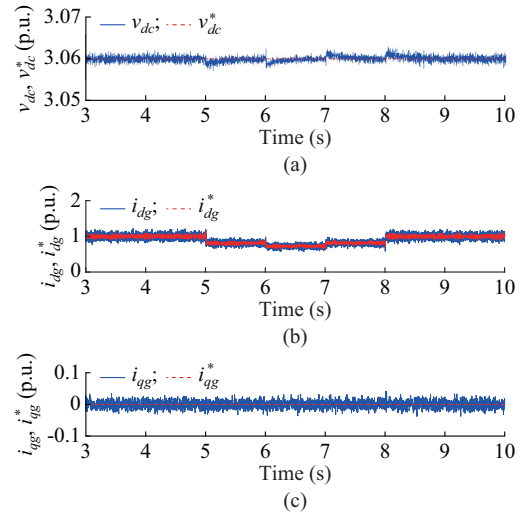 v_dc, v*_dc (p.u.)
3.07
v_dc; v*_dc
3.06
3.05
3 4 5 6 7 8 9 10
Time (s)
(a)
i_dg, i*_dg (p.u.)
2
i_dg; i*_dg
1
0
3 4 5 6 7 8 9 10
Time (s)
(b)
i_qg, i*_qg (p.u.)
0.1
i_qg; i*_qg
0
-0.1
3 4 5 6 7 8 9 10
Time (s)
(c)